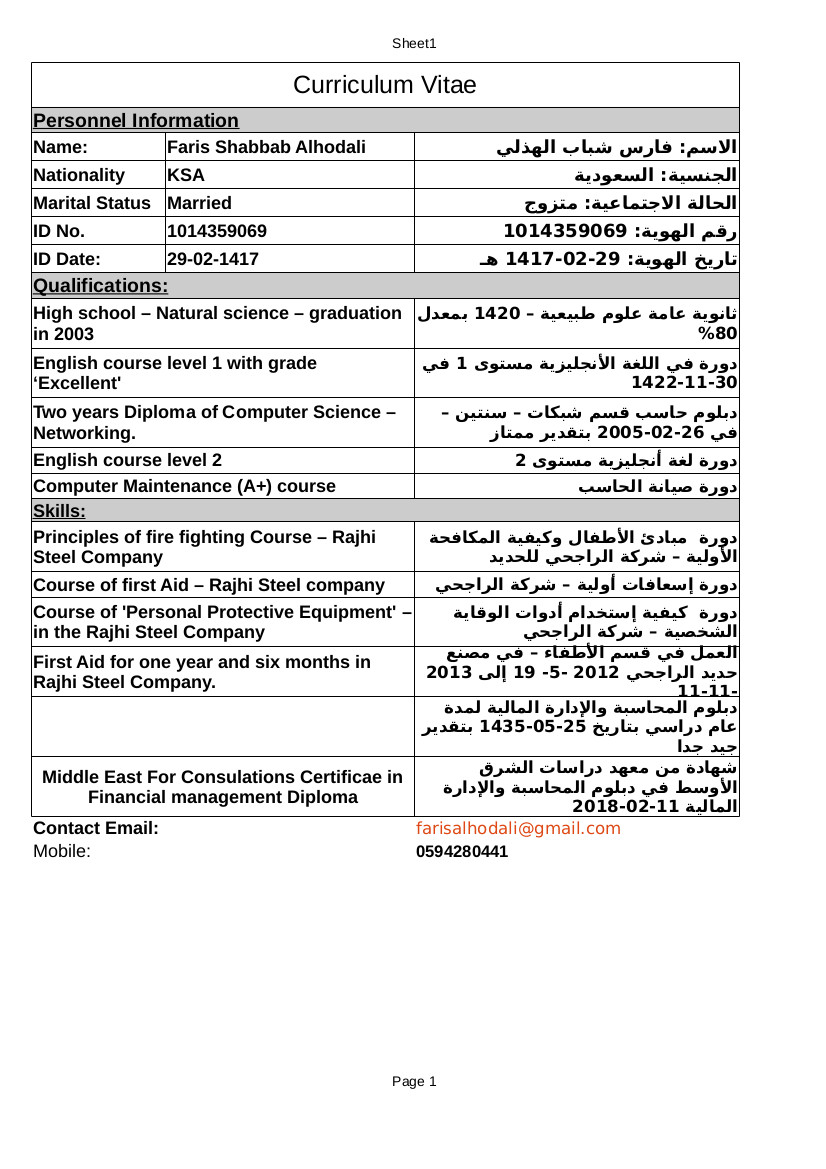 Sheet1
Curriculum Vitae
Personnel Information
Name: Faris Shabbab Alhodali الاسم: فارس شباب الهذلي
Nationality KSA الجنسية: السعودية
Marital Status Married الحالة الاجتماعية: متزوج
ID No. 1014359069 رقم الهوية: 1014359069
ID Date: 29-02-1417 تاريخ الهوية: 29-02-1417 هـ
Qualifications:
High school – Natural science – graduation
in 2003
ثانوية عامة علوم طبيعية – 1420 بمعدل
80%
English course level 1 with grade
‘Excellent'
دورة في اللغة الأنجليزية مستوى 1 في
30-11-1422
Two years Diploma of Computer Science –
Networking.
دبلوم حاسب قسم شبكات – سنتين –
في 26-02-2005 بتقدير ممتاز
English course level 2 دورة لغة أنجليزية مستوى 2
Computer Maintenance (A+) course دورة صيانة الحاسب
Skills:
Principles of fire fighting Course – Rajhi
Steel Company
دورة مبادئ الأطفال وكيفية المكافحة
الأولية – شركة الراجحي للحديد
Course of first Aid – Rajhi Steel company دورة إسعافات أولية – شركة الراجحي
Course of 'Personal Protective Equipment' –
in the Rajhi Steel Company
دورة كيفية إستخدام أدوات الوقاية
الشخصية – شركة الراجحي
First Aid for one year and six months in
Rajhi Steel Company.
العمل في قسم الأطفاء – في مصنع
حديد الراجحي 2012 -5- 19 إلى 2013
-11-11
دبلوم المحاسبة والإدارة المالية لمدة
عام دراسي بتاريخ 25-05-1435 بتقدير
جيد جدا
Middle East For Consulations Certificae in
Financial management Diploma
شهادة من معهد دراسات الشرق
الأوسط في دبلوم المحاسبة والإدارة
المالية 11-02-2018
Contact Email: farisalhodali@gmail.com
Mobile: 0594280441
Page 1